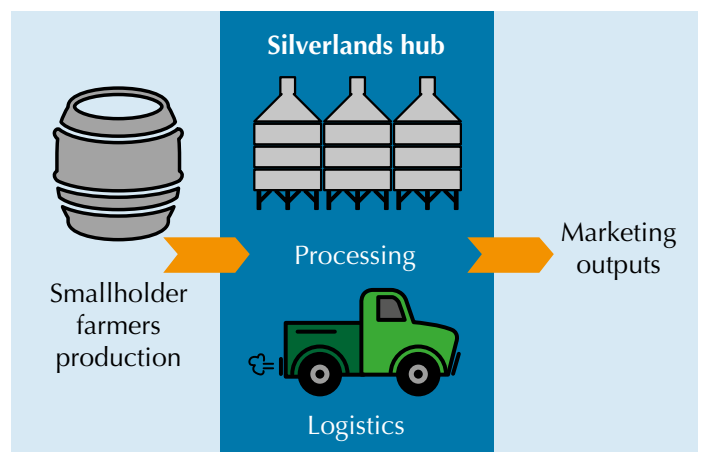 Silverlands hub
Smallholder
farmers
production
Processing
Logistics
Marketing
outputs